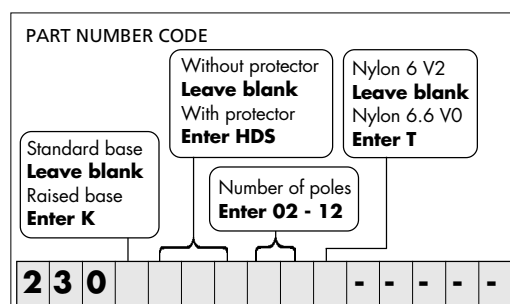 PART NUMBER CODE
Without protector
Leave blank
With protector
Enter HDS
Nylon 6 V2
Leave blank
Nylon 6.6 V0
Enter T
Standard base
Leave blank
Raised base
Enter K
Number of poles
Enter 02 - 12
2 3 0 - - - - -